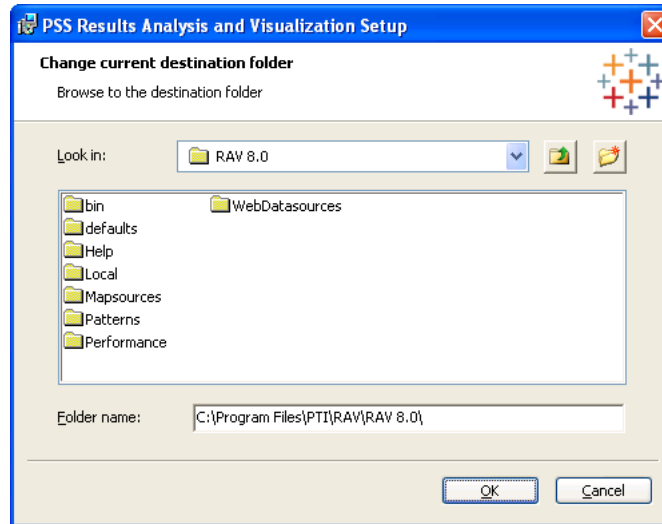 PSS Results Analysis and Visualization Setup
Change current destination folder
Browse to the destination folder
Look in:
RAV 8.0
bin
defaults
Help
Local
Mapsources
Patterns
Performance
WebDatasources
Folder name:
C:\Program Files\PTI\RAV\RAV 8.0\
OK
Cancel